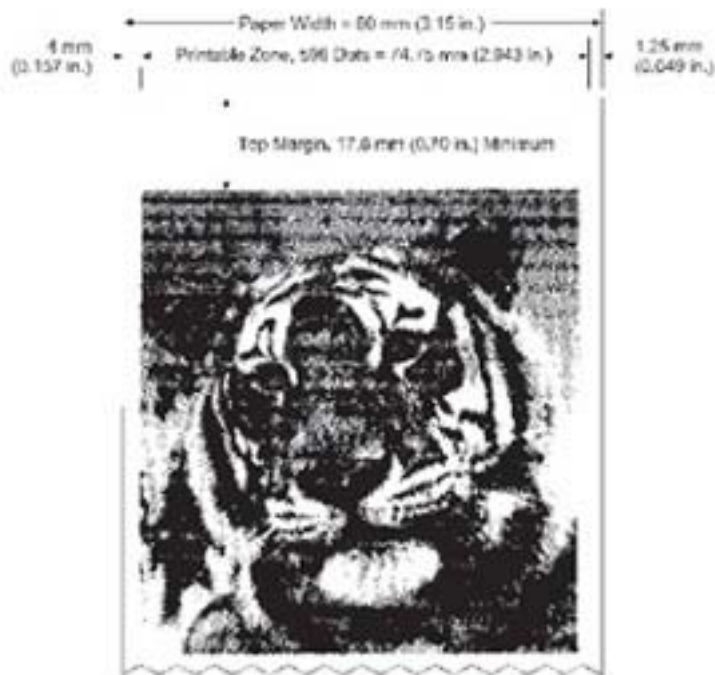 Paper Width = 80 mm (3.15 in.)
4 mm
(0.157 in.)
Printable Zone, 598 Dots = 74.75 mm (2.943 in.)
1.25 mm
(0.049 in.)
Top Margin, 17.8 mm (0.70 in.) Minimum